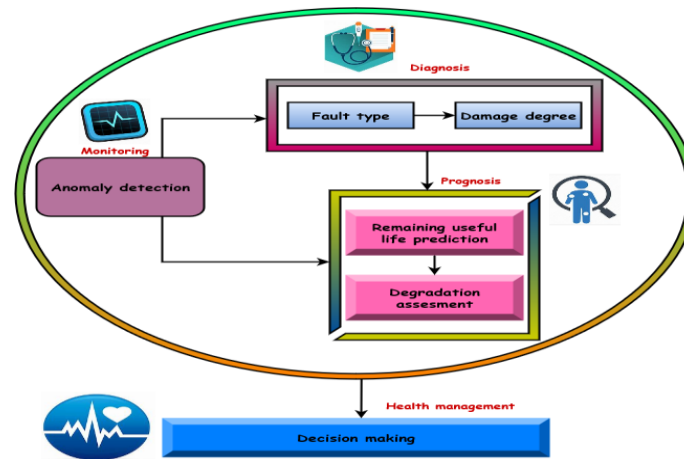 Diagnosis
Fault type
Damage degree
Monitoring
Anomaly detection
Prognosis
Remaining useful
life prediction
Degradation
assesment
Health management
Decision making